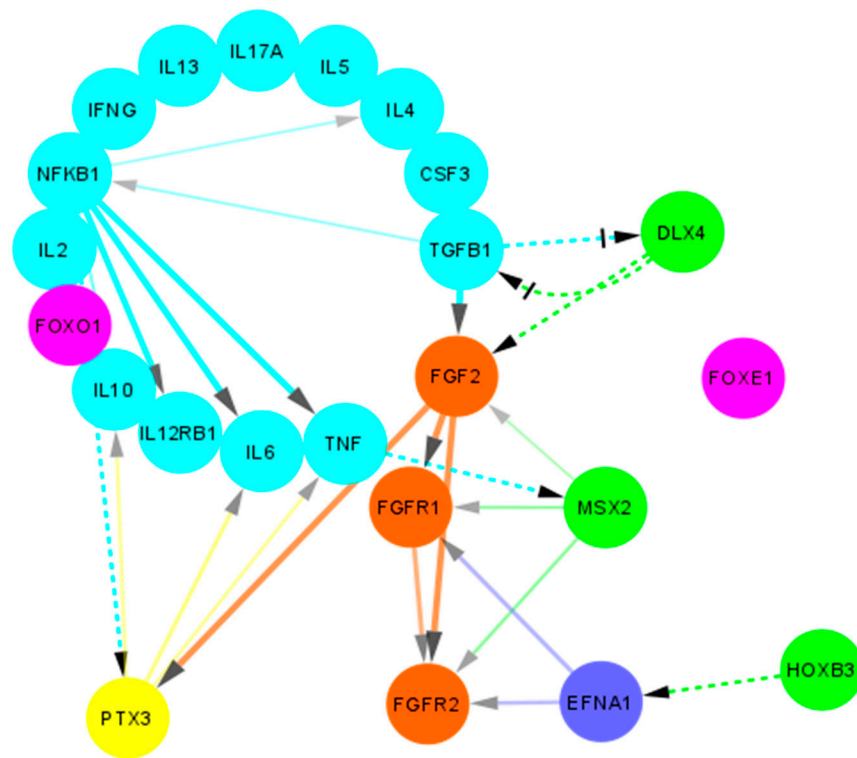 IL17A
IL13
IL5
IFNG
IL4
NFKB1
CSF3
IL2
TGFB1
DLX4
FOXO1
FGF2
FOXE1
IL10
IL12RB1
IL6
TNF
FGFR1
MSX2
HOXB3
PTX3
FGFR2
EFNA1